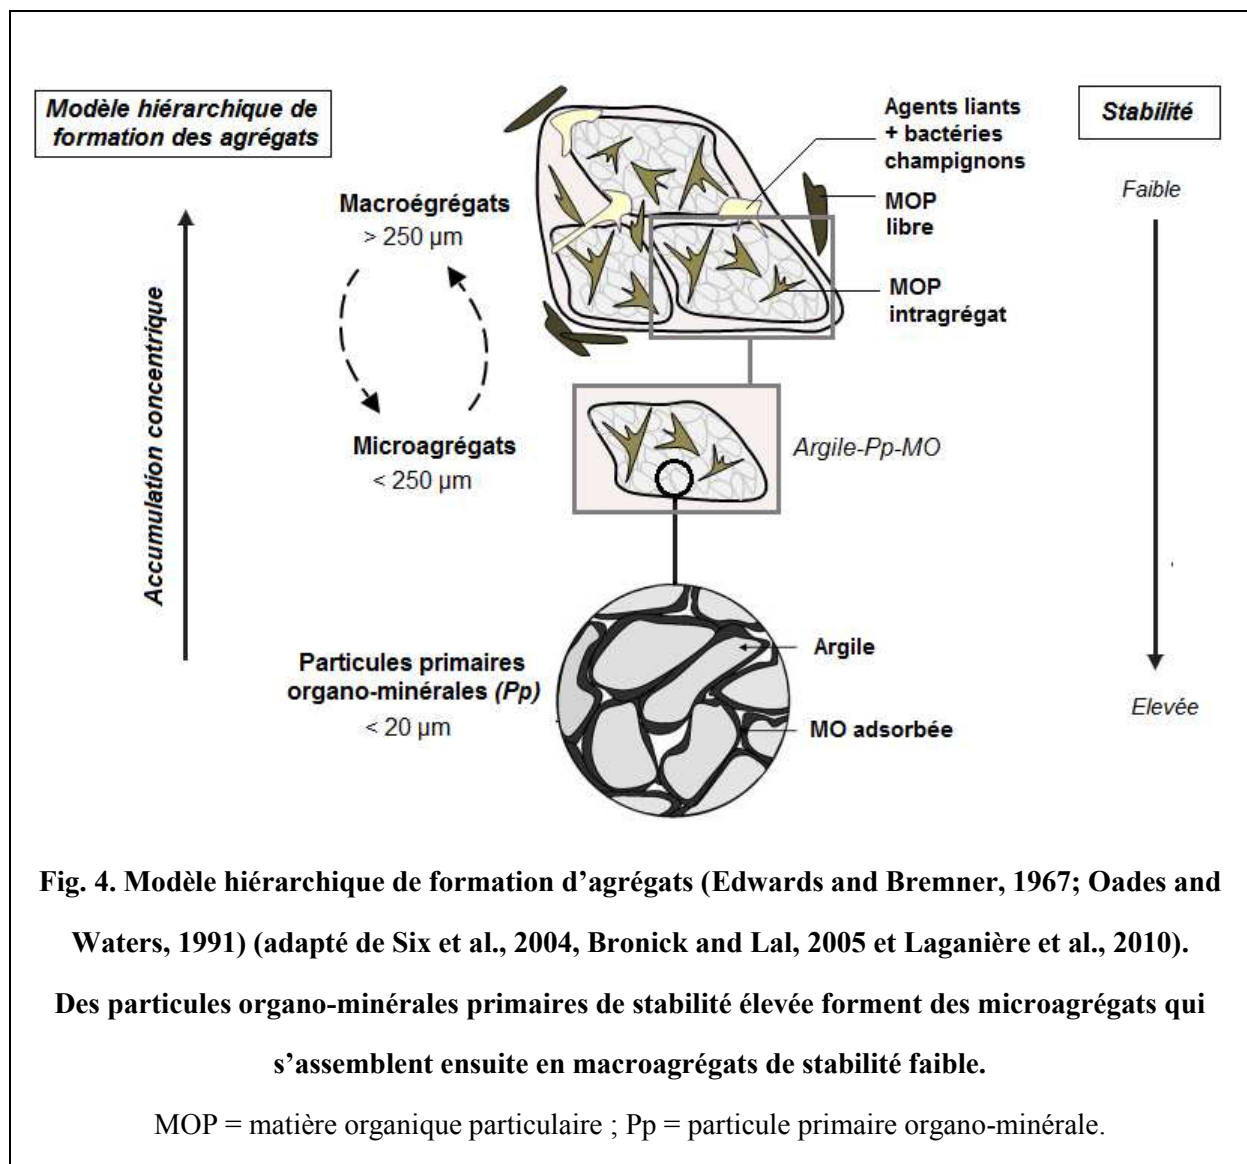 Modèle hiérarchique de
formation des agrégats
Stabilité
Agents liants
+ bactéries
champignons
Faible
MOP
libre
Macroégrégats
> 250 µm
MOP
intragrégat
Accumulation concentrique
Microagrégats
< 250 µm
Argile-Pp-MO
Particules primaires
organo-minérales (Pp)
< 20 µm
Argile
MO adsorbée
Elevée
Fig. 4. Modèle hiérarchique de formation d’agrégats (Edwards and Bremner, 1967; Oades and
Waters, 1991) (adapté de Six et al., 2004, Bronick and Lal, 2005 et Laganière et al., 2010).
Des particules organo-minérales primaires de stabilité élevée forment des microagrégats qui
s’assemblent ensuite en macroagrégats de stabilité faible.
MOP = matière organique particulaire ; Pp = particule primaire organo-minérale.